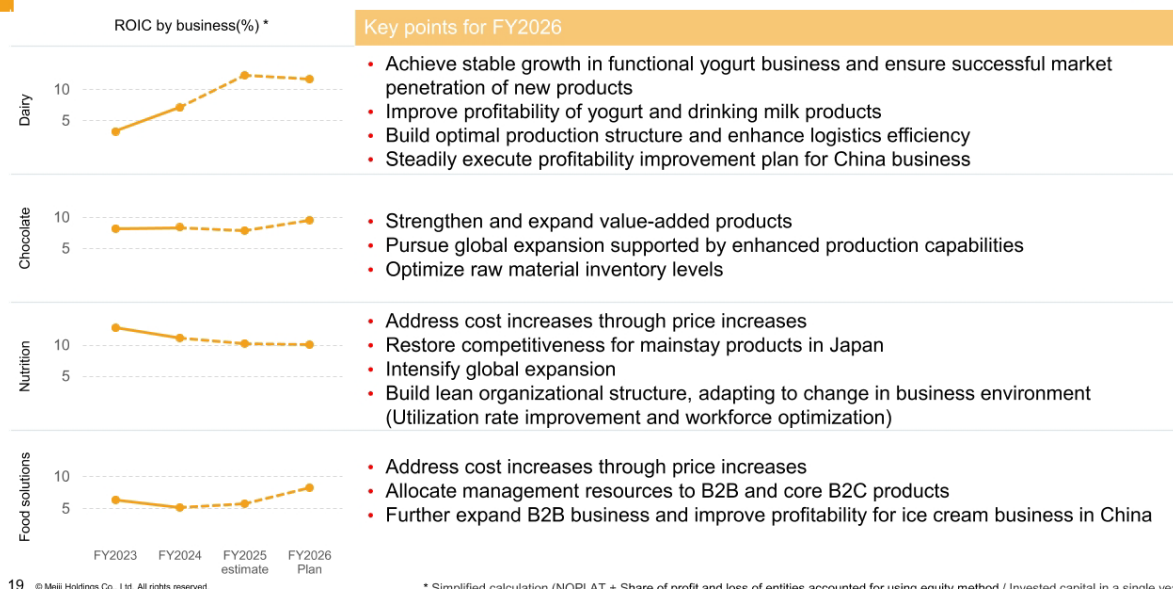 ROIC by business(%) *
Key points for FY2026
Dairy
10
5
• Achieve stable growth in functional yogurt business and ensure successful market
penetration of new products
• Improve profitability of yogurt and drinking milk products
• Build optimal production structure and enhance logistics efficiency
• Steadily execute profitability improvement plan for China business
Chocolate
10
5
• Strengthen and expand value-added products
• Pursue global expansion supported by enhanced production capabilities
• Optimize raw material inventory levels
Nutrition
10
5
• Address cost increases through price increases
• Restore competitiveness for mainstay products in Japan
• Intensify global expansion
• Build lean organizational structure, adapting to change in business environment
(Utilization rate improvement and workforce optimization)
Food solutions
10
5
• Address cost increases through price increases
• Allocate management resources to B2B and core B2C products
• Further expand B2B business and improve profitability for ice cream business in China
FY2023 FY2024 FY2025 FY2026
estimate Plan
19 © Meiji Holdings Co., Ltd. All rights reserved
* Simplified calculation (NOPLAT + Share of profit and loss of entities accounted for using equity method / Invested capital in a single